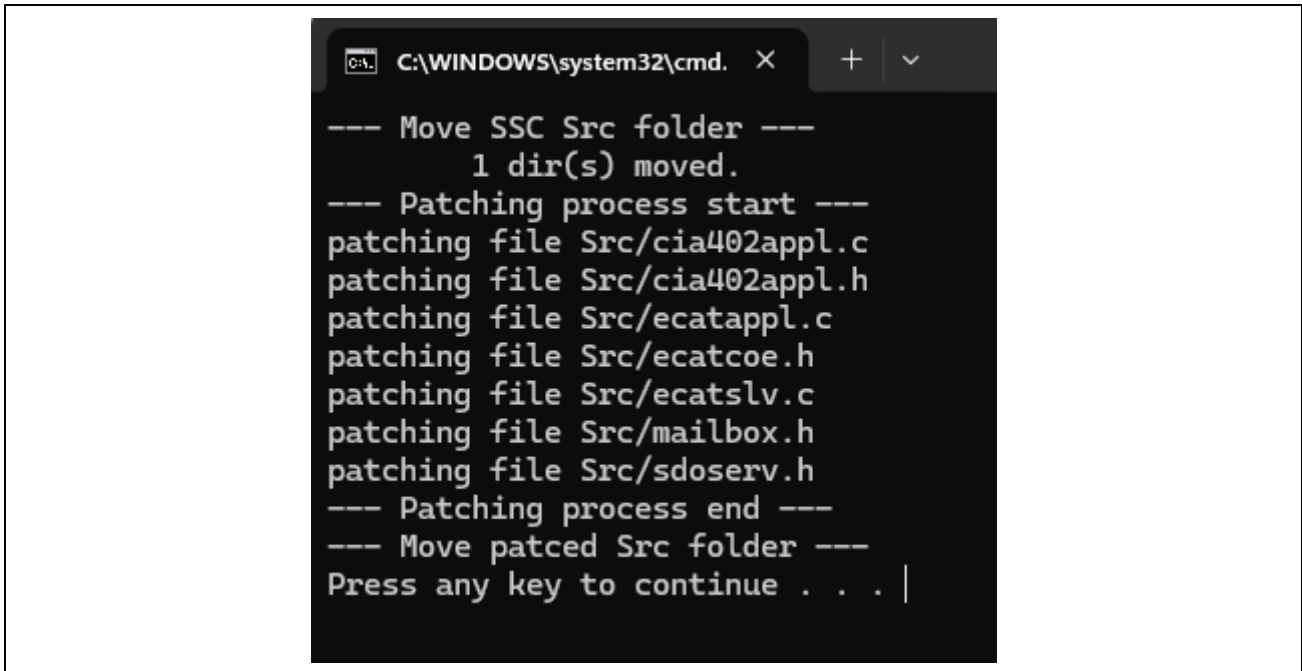 C:\WINDOWS\system32\cmd.
--- Move SSC Src folder ---
1 dir(s) moved.
--- Patching process start ---
patching file Src/cia402appl.c
patching file Src/cia402appl.h
patching file Src/ecatappl.c
patching file Src/ecatcoe.h
patching file Src/ecatslv.c
patching file Src/mailbox.h
patching file Src/sdoserv.h
--- Patching process end ---
--- Move patced Src folder ---
Press any key to continue . . .